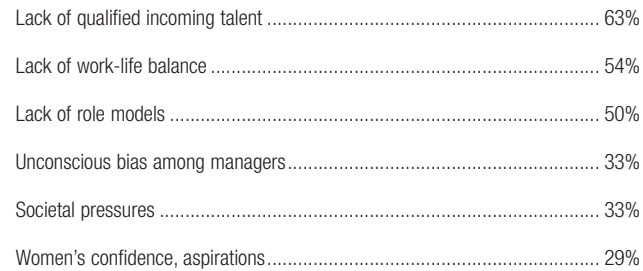 Lack of qualified incoming talent ........................................ 63%
Lack of work-life balance ........................................ 54%
Lack of role models ........................................ 50%
Unconscious bias among managers ........................................ 33%
Societal pressures ........................................ 33%
Women’s confidence, aspirations ........................................ 29%